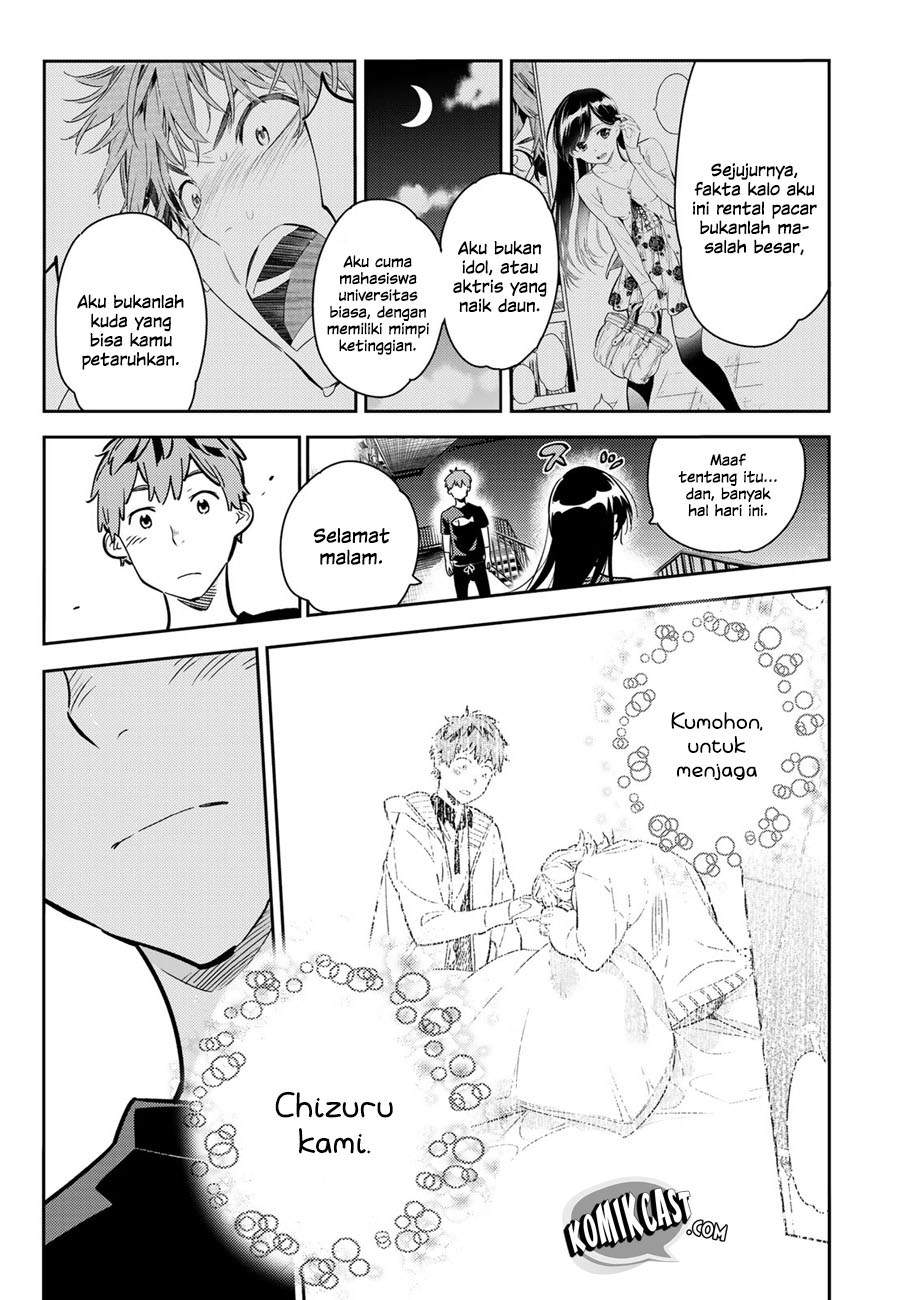 Sejujurnya,
fakta kalo aku
ini rental pacar
bukanlah ma-
salah besar,
Aku bukan
idol, atau
aktris yang
naik daun.
Aku cuma
mahasiswa
universitas
biasa, dengan
memiliki mimpi
ketinggian.
Aku bukanlah
kuda yang
bisa kamu
petaruhkan.
Maaf
tentang itu...
dan, banyak
hal hari ini.
ズ
Selamat
malam.
Kumohon,
untuk
menjaga
Chizuru
kami.
KOMIKCAST
.COM